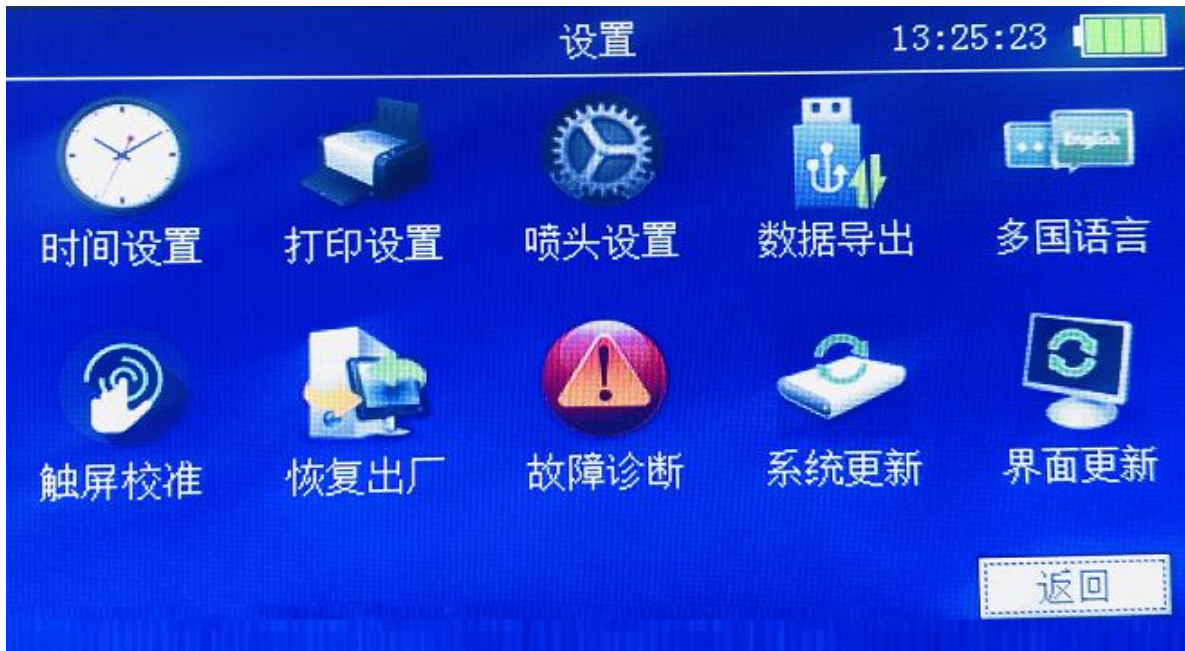 设置 13:25:23
English
时间设置 打印设置 喷头设置 数据导出 多国语言
触屏校准 恢复出厂 故障诊断 系统更新 界面更新
返回